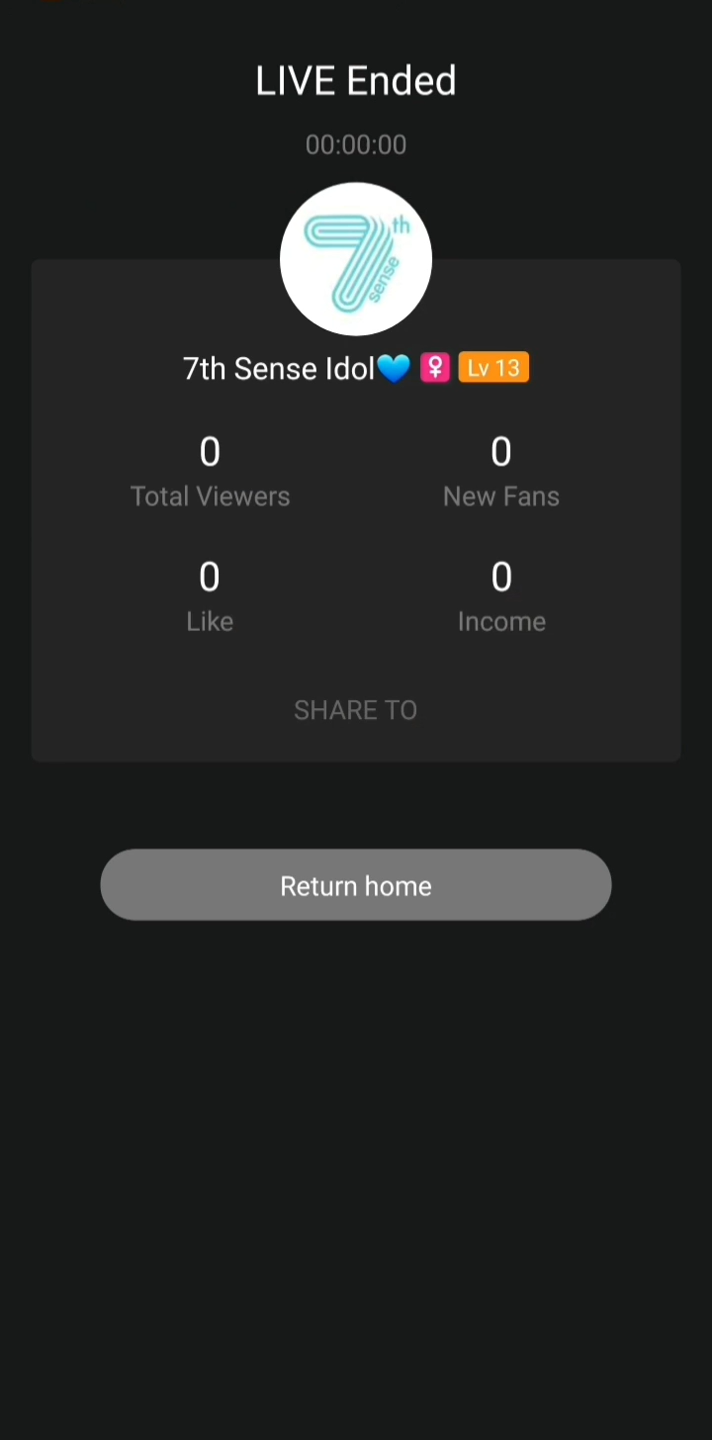 LIVE Ended
00:00:00
7th
sense
7th Sense Idol💙 Lv 13
0 0
Total Viewers New Fans
0 0
Like Income
SHARE TO
Return home